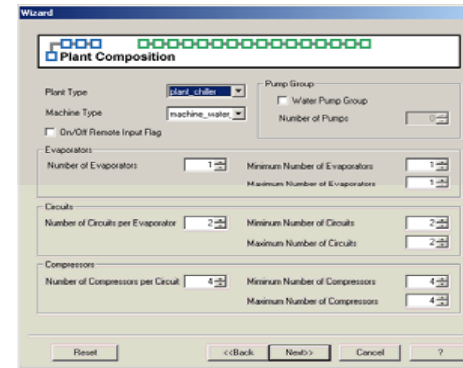 Wizard
Plant Composition
Plant Type
plant_chiller
Machine Type
machine_water_
On/Off Remote Input Flag
Pump Group
Water Pump Group
Number of Pumps
0
Evaporators
Number of Evaporators 1
Minimum Number of Evaporators 1
Maximum Number of Evaporators 1
Circuits
Number of Circuits per Evaporator 2
Minimum Number of Circuits 2
Maximum Number of Circuits 2
Compressors
Number of Compressors per Circuit 4
Minimum Number of Compressors 4
Maximum Number of Compressors 4
Reset <<Back Next>> Cancel ?